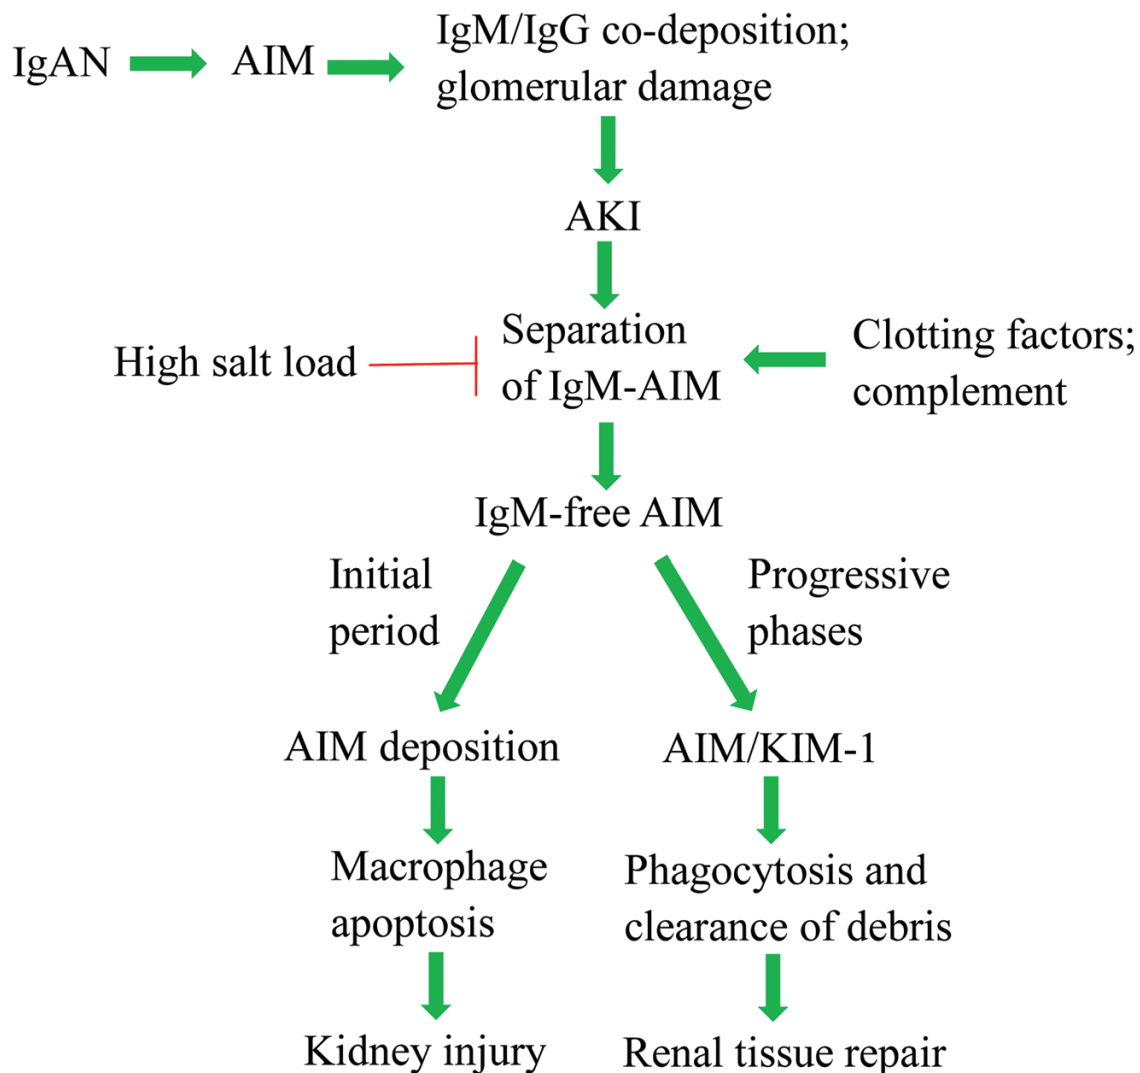 IgAN
AIM
IgM/IgG co-deposition;
glomerular damage
AKI
High salt load
Separation
of IgM-AIM
Clotting factors;
complement
IgM-free AIM
Initial
period
Progressive
phases
AIM deposition
AIM/KIM-1
Macrophage
apoptosis
Phagocytosis and
clearance of debris
Kidney injury
Renal tissue repair